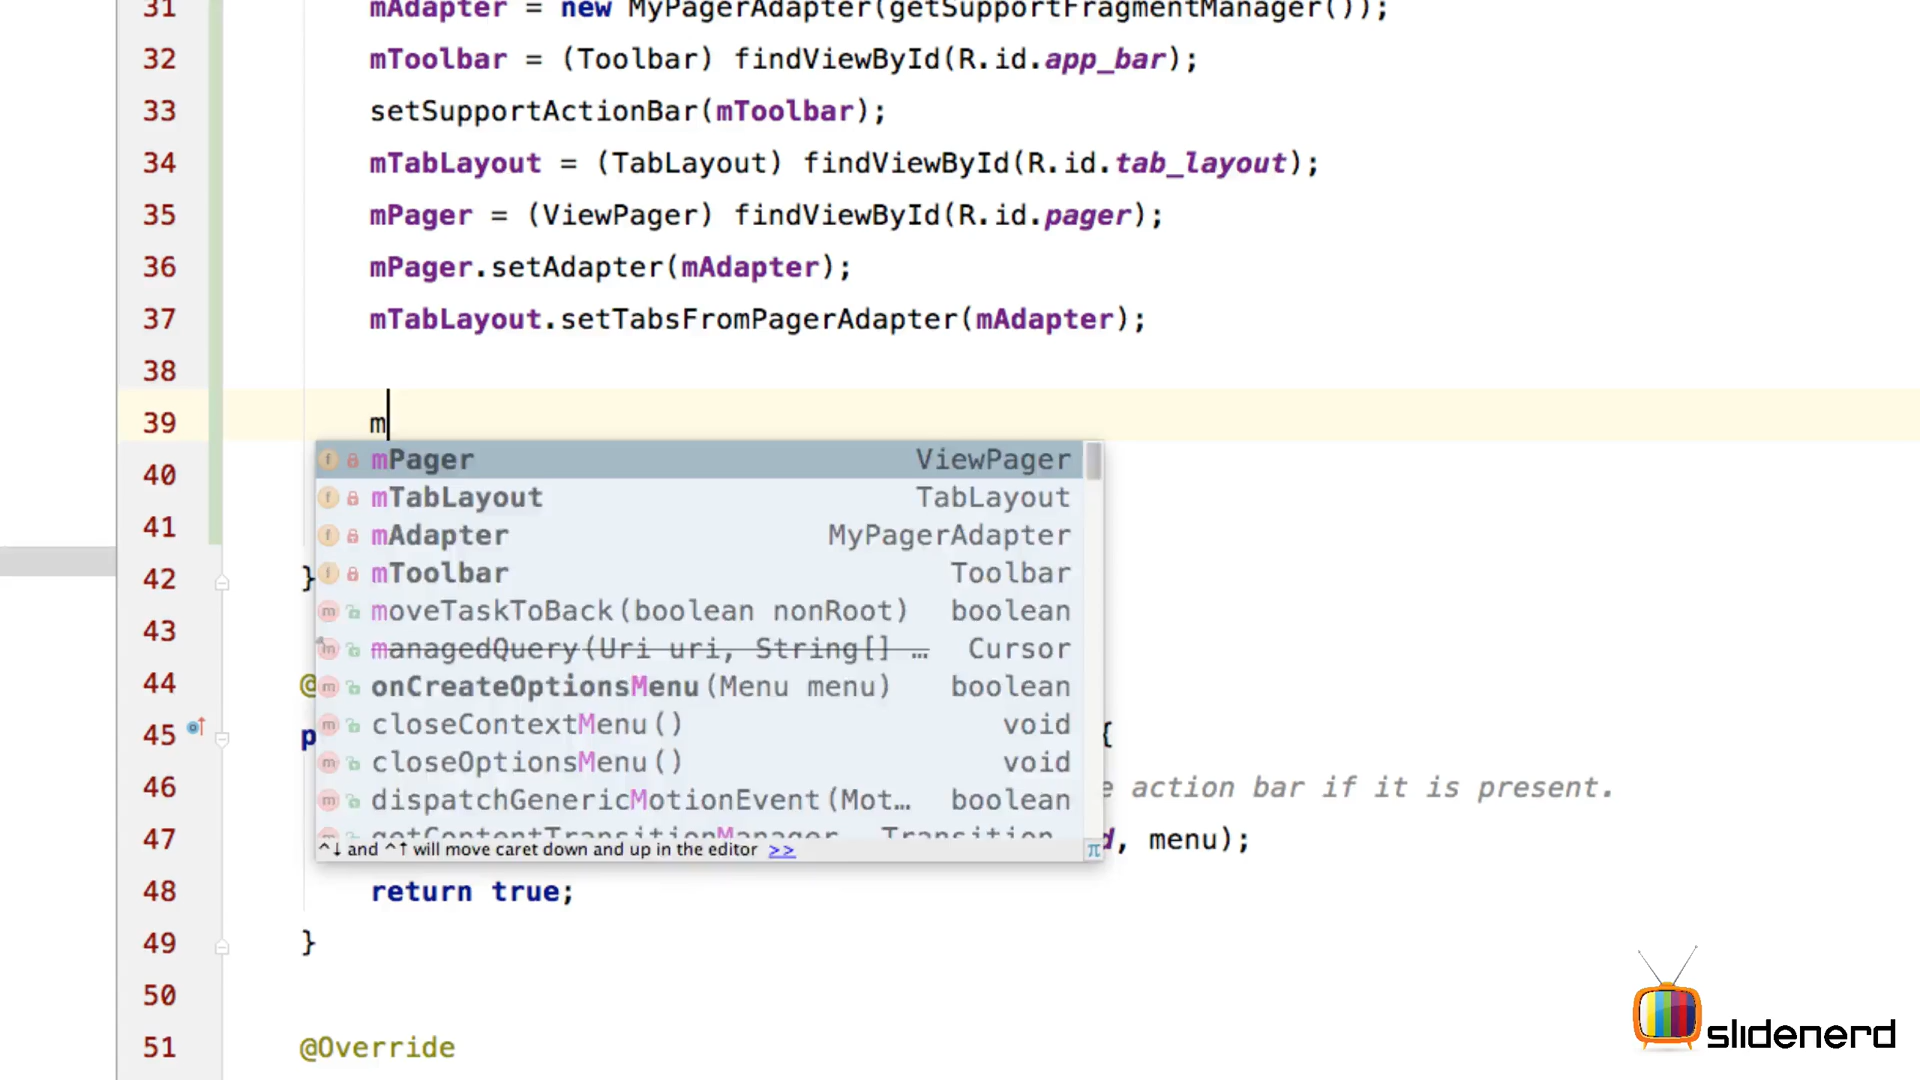 31 mAdapter = new MyPagerAdapter(getSupportFragmentManager());
32 mToolbar = (Toolbar) findViewById(R.id.app_bar);
33 setSupportActionBar(mToolbar);
34 mTabLayout = (TabLayout) findViewById(R.id.tab_layout);
35 mPager = (ViewPager) findViewById(R.id.pager);
36 mPager.setAdapter(mAdapter);
37 mTabLayout.setTabsFromPagerAdapter(mAdapter);
38
39 m
mPager ViewPager
40
mTabLayout TabLayout
41
mAdapter MyPagerAdapter
42 }
mToolbar Toolbar
moveTaskToBack(boolean nonRoot) boolean
43
managedQuery(Uri uri, String[] … Cursor
44 @
onCreateOptionsMenu(Menu menu) boolean
closeContextMenu() void
45 p {
closeOptionsMenu() void
46 e action bar if it is present.
dispatchGenericMotionEvent(Mot… boolean
47 d, menu);
getContentTransitionManager Transition
^↓ and ^↑ will move caret down and up in the editor >> π
48 return true;
49 }
50
51 @Override
slidenerd